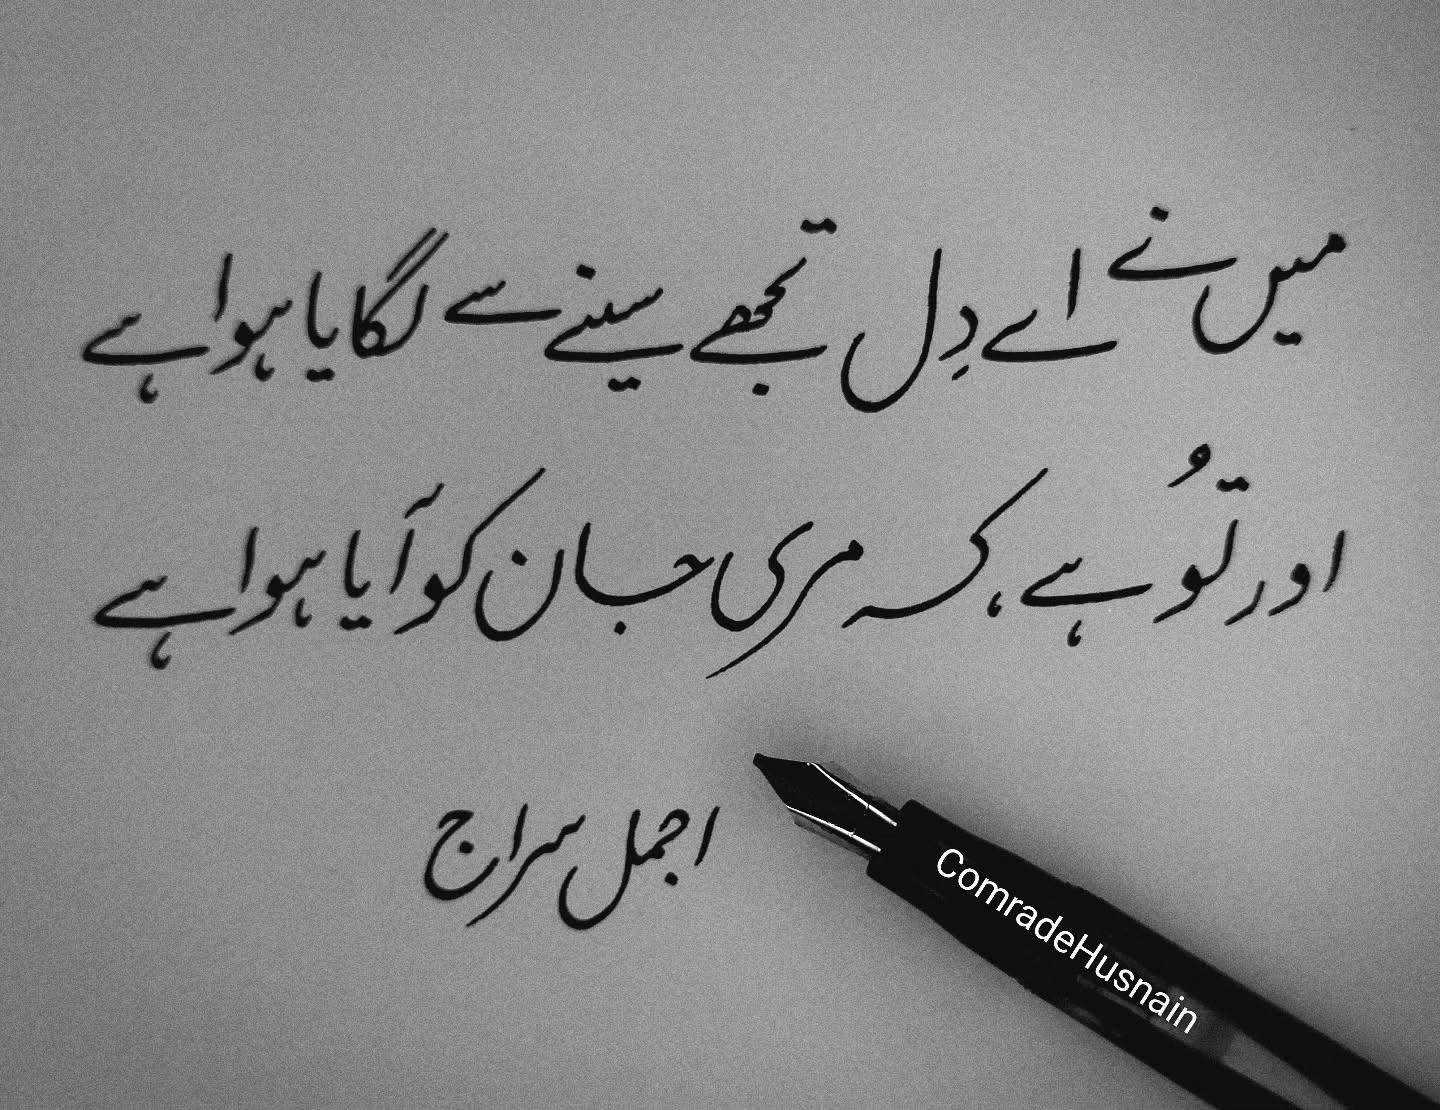 میں نے اے دِل تجھے سینے سے لگایا ہوا ہے
اور تُو ہے ، کہ مری جان کو آیا ہوا ہے
اجمل سراج
ComradeHusnain